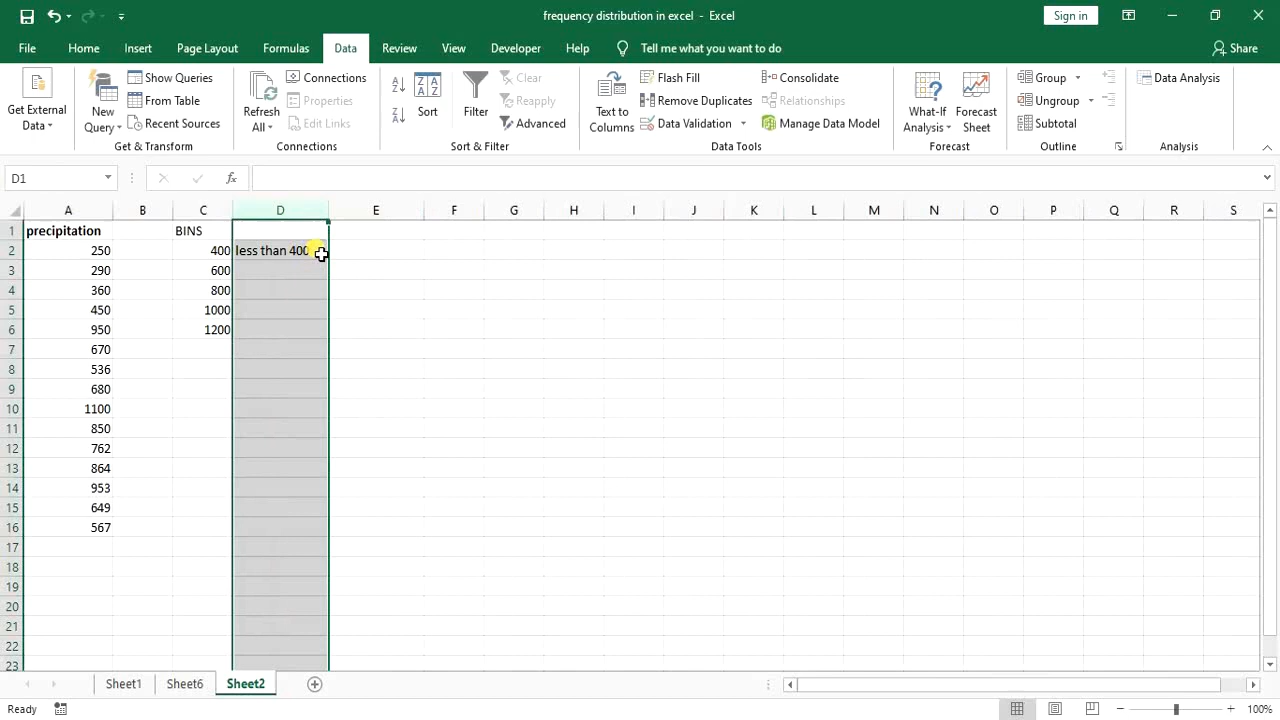 frequency distribution in excel - Excel
Sign in
File Home Insert Page Layout Formulas Data Review View Developer Help Tell me what you want to do Share
Get External Data
New Query
Show Queries
From Table
Recent Sources
Get & Transform
Refresh All
Connections
Properties
Edit Links
Connections
Sort
Filter
Clear
Reapply
Advanced
Sort & Filter
Text to Columns
Flash Fill
Remove Duplicates
Data Validation
Consolidate
Relationships
Manage Data Model
Data Tools
What-If Analysis
Forecast Sheet
Forecast
Group
Ungroup
Subtotal
Outline
Data Analysis
Analysis
D1 fx
A B C D E F G H I J K L M N O P Q R S
1 precipitation BINS
2 250 400 less than 400
3 290 600
4 360 800
5 450 1000
6 950 1200
7 670
8 536
9 680
10 1100
11 850
12 762
13 864
14 953
15 649
16 567
17
18
19
20
21
22
23
Sheet1 Sheet6 Sheet2
Ready 100%